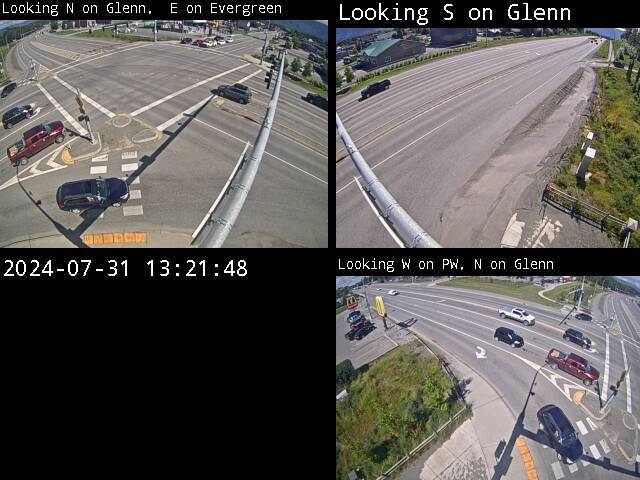 Looking N on Glenn,  E on Evergreen
Looking S on Glenn
2024-07-31 13:21:48
Looking W on PW, N on Glenn